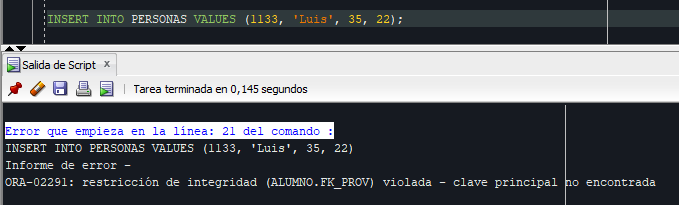 INSERT INTO PERSONAS VALUES (1133, 'Luis', 35, 22);
Salida de Script x
Tarea terminada en 0,145 segundos
Error que empieza en la línea: 21 del comando :
INSERT INTO PERSONAS VALUES (1133, 'Luis', 35, 22)
Informe de error -
ORA-02291: restricción de integridad (ALUMNO.FK_PROV) violada - clave principal no encontrada